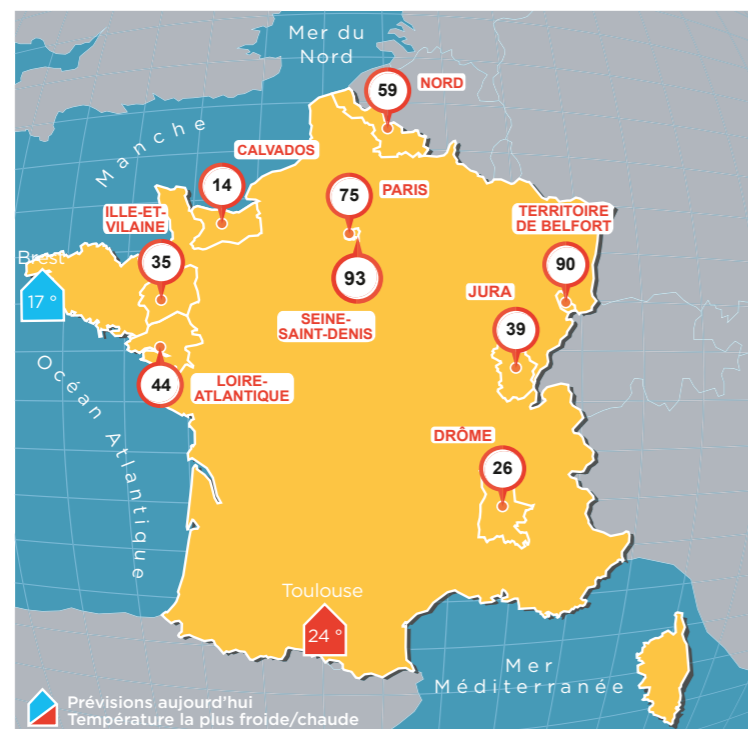 Mer du
Nord
59
NORD
Manche
CALVADOS
14
75
PARIS
ILLE-ET-
VILAINE
35
TERRITOIRE
DE BELFORT
90
Brest
17 °
93
SEINE-
SAINT-DENIS
JURA
39
44
LOIRE-
ATLANTIQUE
Océan Atlantique
DRÔME
26
Toulouse
24 °
Mer
Méditerranée
Prévisions aujourd'hui
Température la plus froide/chaude